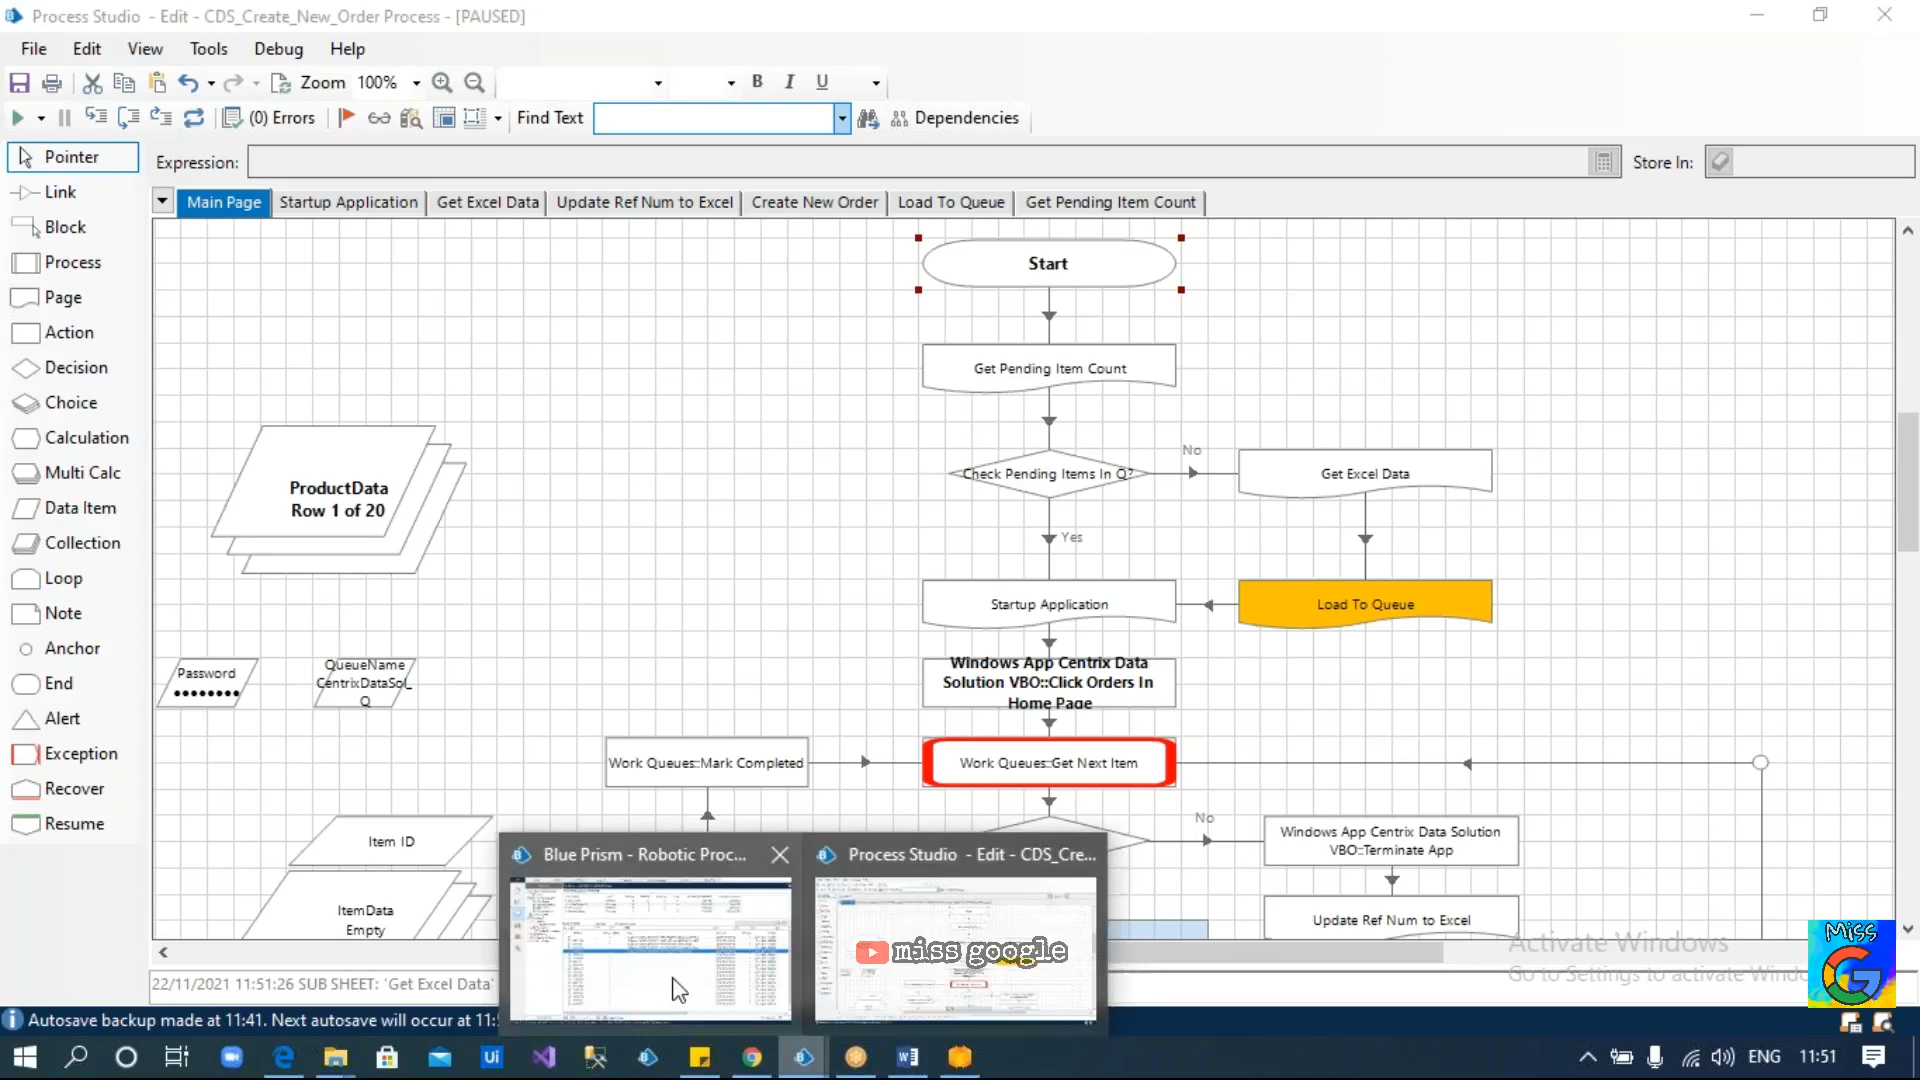 Process Studio - Edit - CDS_Create_New_Order Process - [PAUSED]
File Edit View Tools Debug Help
Zoom 100% B I U
(0) Errors Find Text Dependencies
Pointer
Expression: Store In:
Link
Main Page Startup Application Get Excel Data Update Ref Num to Excel Create New Order Load To Queue Get Pending Item Count
Block
Process
Page
Action
Decision
Choice
Calculation
Multi Calc
Data Item
Collection
Loop
Note
Anchor
End
Alert
Exception
Recover
Resume
Start
Get Pending Item Count
No
Check Pending Items In Q?
Get Excel Data
ProductData
Row 1 of 20
Yes
Startup Application
Load To Queue
Password
••••••••
QueueName
CentrixDataSol_
Q
Windows App Centrix Data
Solution VBO::Click Orders In
Home Page
Work Queues::Mark Completed
Work Queues::Get Next Item
No
Windows App Centrix Data Solution
VBO::Terminate App
Item ID
ItemData
Empty
Update Ref Num to Excel
Blue Prism - Robotic Proc...
Process Studio - Edit - CDS_Cre...
miss google
Activate Windows
Go to Settings to activate Windo
Miss
G
22/11/2021 11:51:26 SUB SHEET: 'Get Excel Data'
Autosave backup made at 11:41. Next autosave will occur at 11:
Ui
ENG 11:51